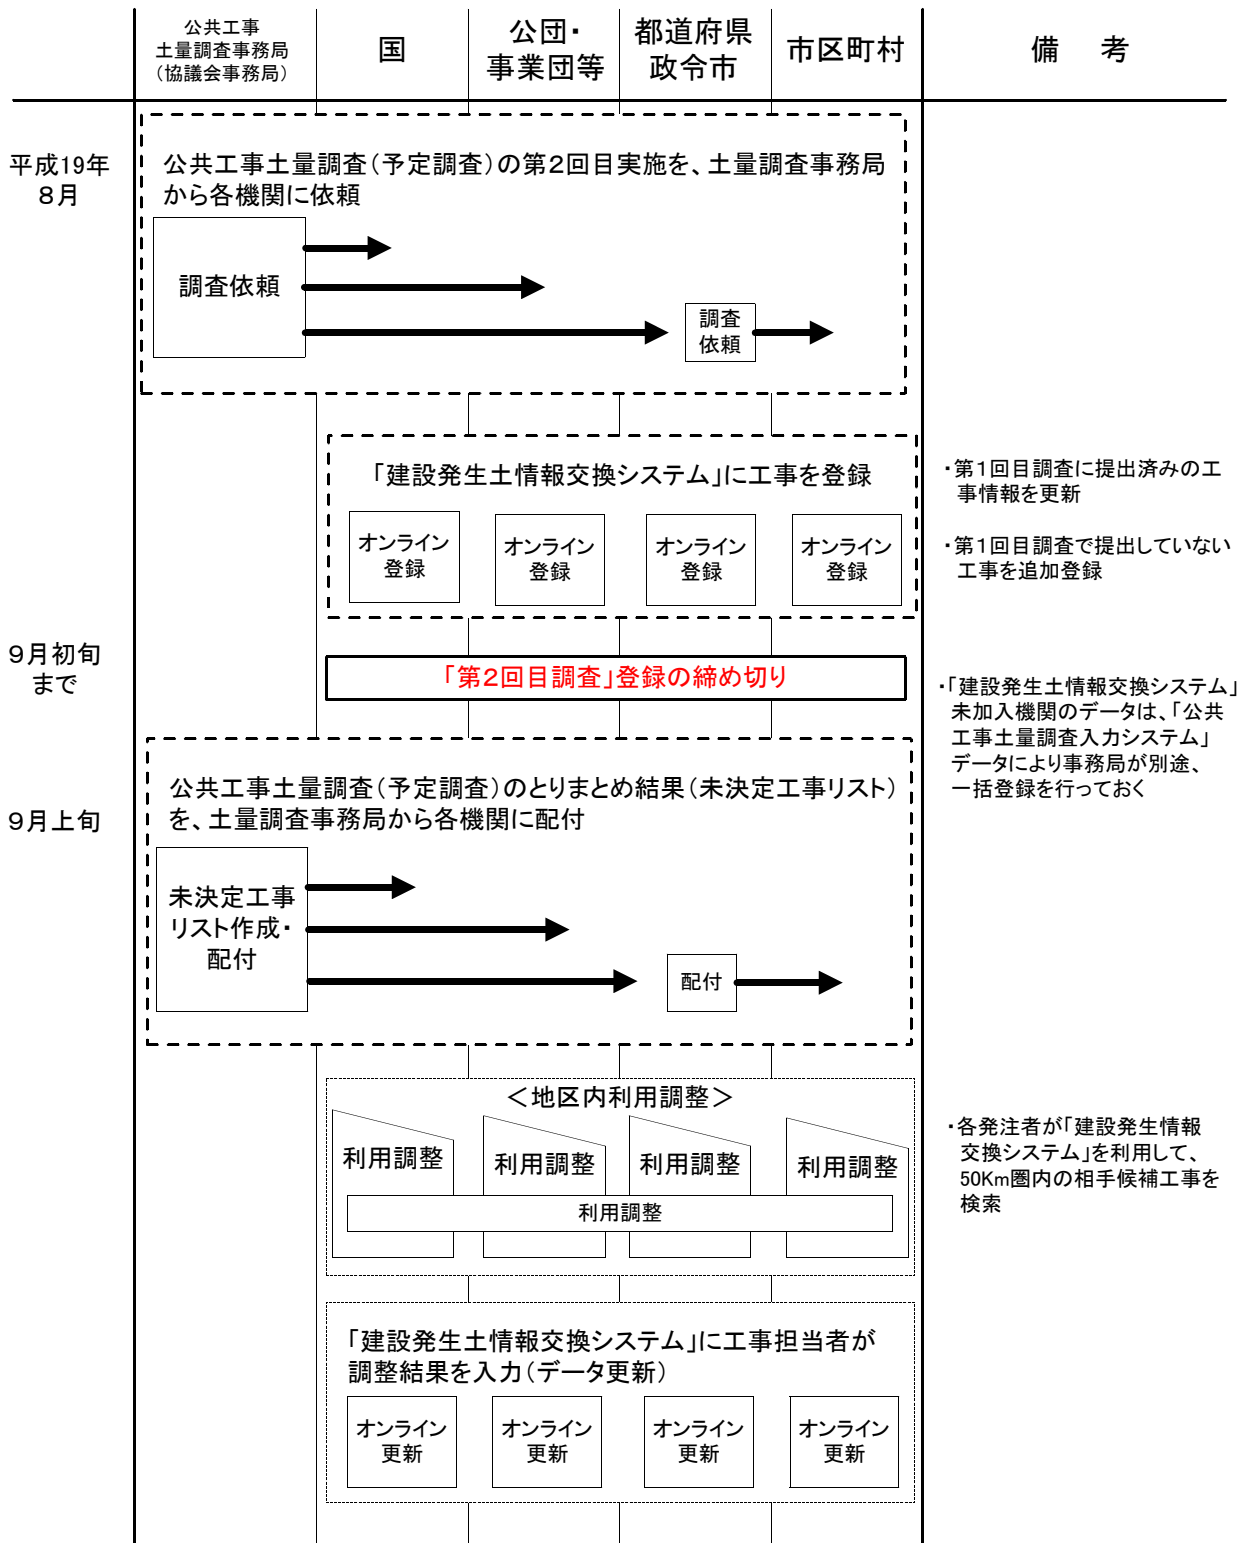 公共工事
土量調査事務局
（協議会事務局）
国
公団・
事業団等
都道府県
政令市
市区町村
備　考
平成19年
８月
公共工事土量調査（予定調査）の第２回目実施を、土量調査事務局
から各機関に依頼
調査依頼
調査
依頼
「建設発生土情報交換システム」に工事を登録
オンライン
登録
オンライン
登録
オンライン
登録
オンライン
登録
・第１回目調査に提出済みの工
事情報を更新
・第１回目調査で提出していない
工事を追加登録
９月初旬
まで
「第２回目調査」登録の締め切り
・「建設発生土情報交換システム」
未加入機関のデータは、「公共
工事土量調査入力システム」
データにより事務局が別途、
一括登録を行っておく
９月上旬
公共工事土量調査（予定調査）のとりまとめ結果（未決定工事リスト）
を、土量調査事務局から各機関に配付
未決定工事
リスト作成・
配付
配付
＜地区内利用調整＞
利用調整
利用調整
利用調整
利用調整
利用調整
・各発注者が「建設発生情報
交換システム」を利用して、
50Km圏内の相手候補工事を
検索
「建設発生土情報交換システム」に工事担当者が
調整結果を入力（データ更新）
オンライン
更新
オンライン
更新
オンライン
更新
オンライン
更新